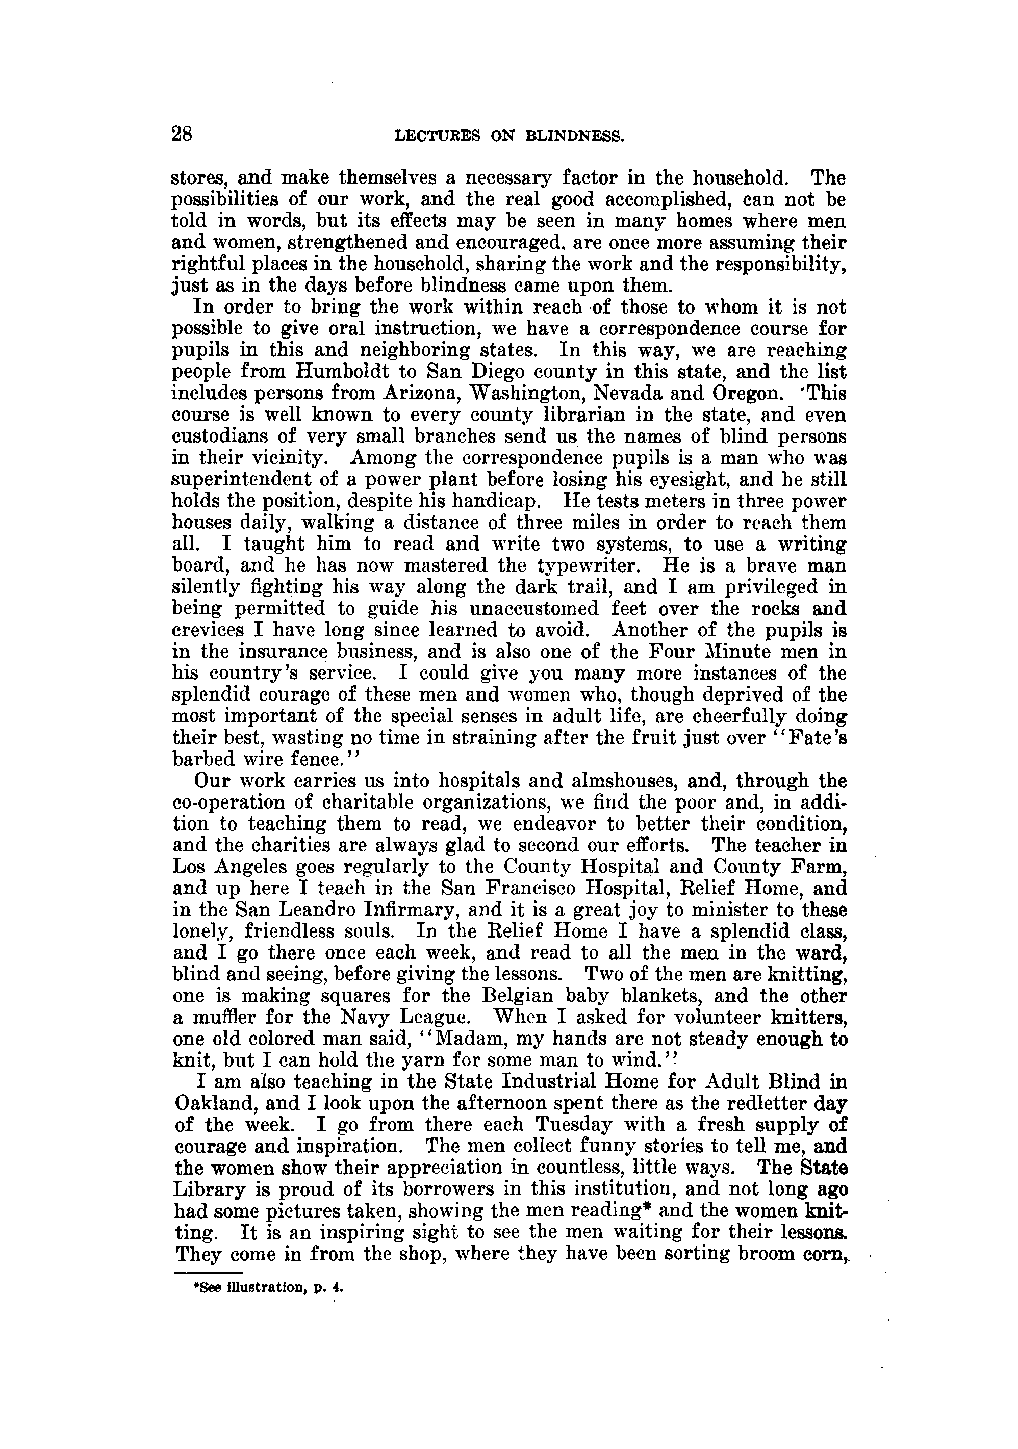 28 LECTURES ON BLINDNESS.
stores, and make themselves a necessary factor in the household. The
possibilities of our work, and the real good accomplished, can not be
told in words, but its effects may be seen in many homes where men
and women, strengthened and encouraged, are once more assuming their
rightful places in the household, sharing the work and the responsibility,
just as in the days before blindness came upon them.
In order to bring the work within reach of those to whom it is not
possible to give oral instruction, we have a correspondence course for
pupils in this and neighboring states. In this way, we are reaching
people from Humboldt to San Diego county in this state, and the list
includes persons from Arizona, Washington, Nevada and Oregon. This
course is well known to every county librarian in the state, and even
custodians of very small branches send us the names of blind persons
in their vicinity. Among the correspondence pupils is a man who was
superintendent of a power plant before losing his eyesight, and he still
holds the position, despite his handicap. He tests meters in three power
houses daily, walking a distance of three miles in order to reach them
all. I taught him to read and write two systems, to use a writing
board, and he has now mastered the typewriter. He is a brave man
silently fighting his way along the dark trail, and I am privileged in
being permitted to guide his unaccustomed feet over the rocks and
crevices I have long since learned to avoid. Another of the pupils is
in the insurance business, and is also one of the Four Minute men in
his country's service. I could give you many more instances of the
splendid courage of these men and women who, though deprived of the
most important of the special senses in adult life, are cheerfully doing
their best, wasting no time in straining after the fruit just over "Fate's
barbed wire fence."
Our work carries us into hospitals and almshouses, and, through the
co-operation of charitable organizations, we find the poor and, in addi-
tion to teaching them to read, we endeavor to better their condition,
and the charities are always glad to second our efforts. The teacher in
Los Angeles goes regularly to the County Hospital and County Farm,
and up here I teach in the San Francisco Hospital, Relief Home, and
in the San Leandro Infirmary, and it is a great joy to minister to these
lonely, friendless souls. In the Relief Home I have a splendid class,
and I go there once each week, and read to all the men in the ward,
blind and seeing, before giving the lessons. Two of the men are knitting,
one is making squares for the Belgian baby blankets, and the other
a muffler for the Navy League. When I asked for volunteer knitters,
one old colored man said, "Madam, my hands are not steady enough to
knit, but I can hold the yarn for some man to wind."
I am also teaching in the State Industrial Home for Adult Blind in
Oakland, and I look upon the afternoon spent there as the redletter day
of the week. I go from there each Tuesday with a fresh supply of
courage and inspiration. The men collect funny stories to tell me, and
the women show their appreciation in countless, little ways. The State
Library is proud of its borrowers in this institution, and not long ago
had some pictures taken, showing the men reading* and the women knit-
ting. It is an inspiring sight to see the men waiting for their lessons.
They come in from the shop, where they have been sorting broom corn,
*See illustration, p. 4.